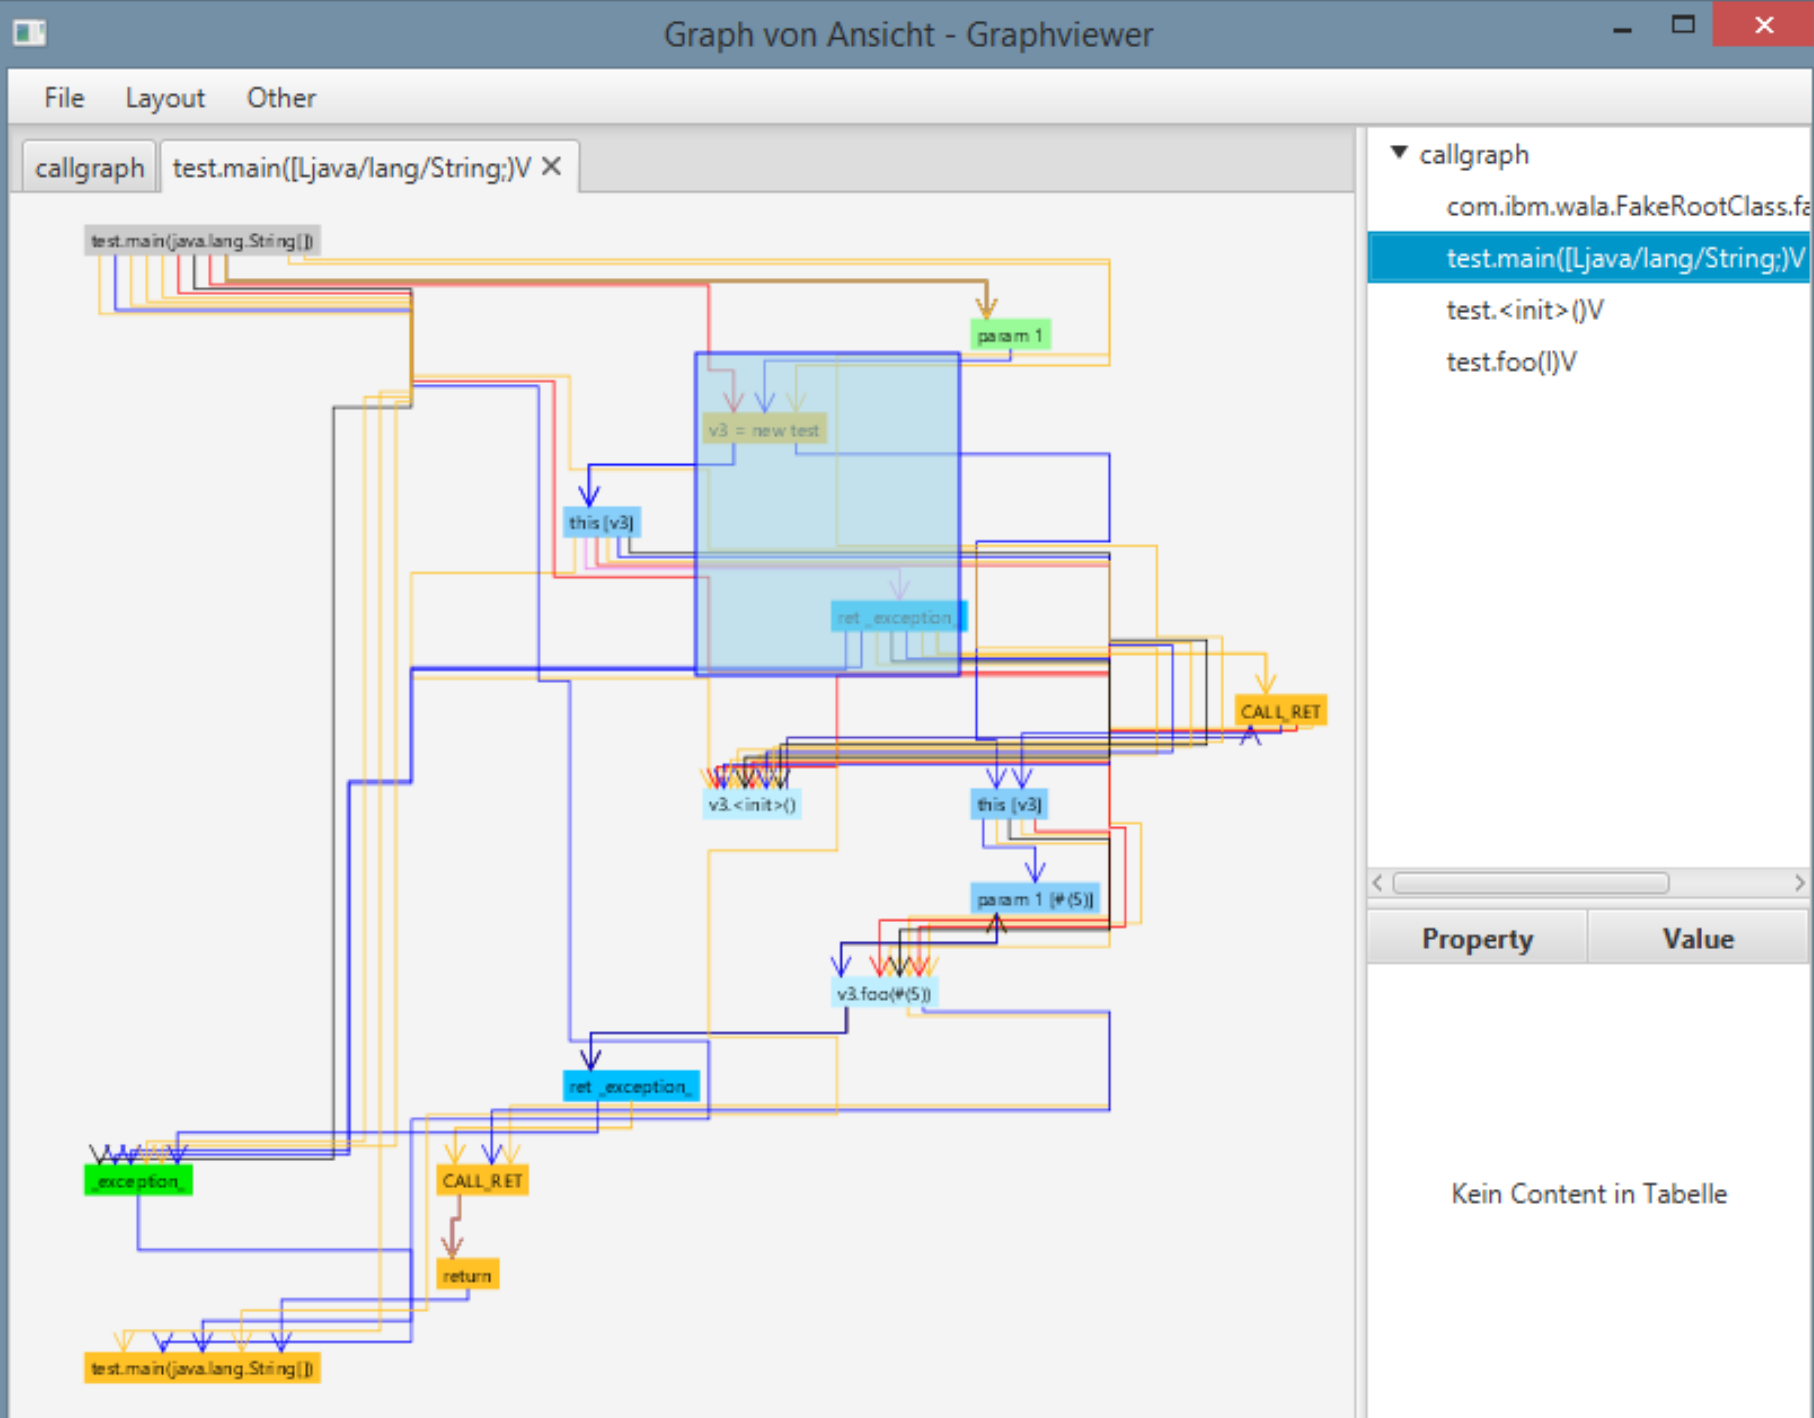 Graph von Ansicht - Graphviewer
File Layout Other
callgraph
test.main([Ljava/lang/String;)V
test.main(java.lang.String[])
param 1
v3 = new test
this [v3]
ret _exception_
CALL_RET
v3.<init>()
this [v3]
param 1 [#(5)]
v3.foo(#(5))
ret _exception_
_exception_
CALL_RET
return
test.main(java.lang.String[])
callgraph
com.ibm.wala.FakeRootClass.fa
test.main([Ljava/lang/String;)V
test.<init>()V
test.foo(I)V
Property Value
Kein Content in Tabelle